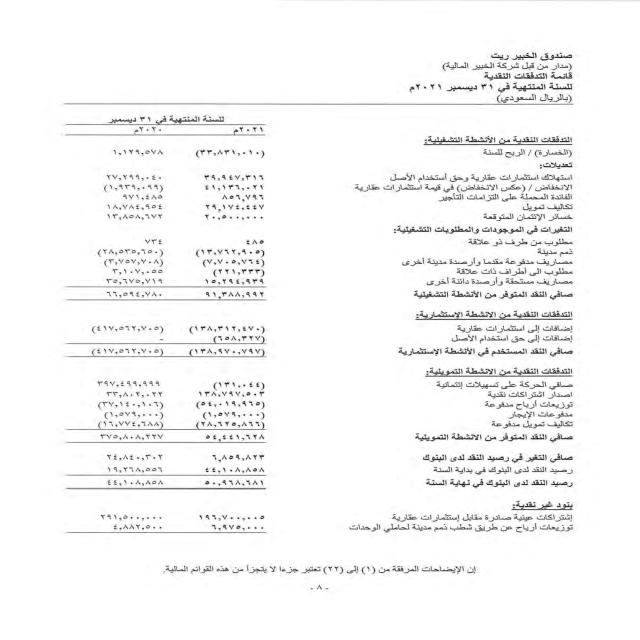 صندوق الخبير ريت
(مدار من قبل شركة الخبير المالية)
قائمة التدفقات النقدية
للسنة المنتهية في ٣١ ديسمبر ٢٠٢١م
(بالريال السعودي)
للسنة المنتهية في ٣١ ديسمبر
٢٠٢١م ٢٠٢٠م
التدفقات النقدية من الأنشطة التشغيلية:
(الخسارة) / الربح للسنة (٣٣,٨٣١,٠١٠) ١,١٢٩,٥٧٨
تعديلات:
استهلاك استثمارات عقارية وحق أستخدام الأصل ٣٩,٩٤٧,٣١٦ ٢٧,٢٩٩,٠٤٠
الانخفاض / (عكس الانخفاض) في قيمة استثمارات عقارية ٤١,١٣٦,٠٢١ (١,٩٣٩,٠٩٩)
الفائدة المحملة على التزامات التأجير ٨٥٦,٧٩٦ ٩٧١,٤٨٥
تكاليف تمويل ٢٩,١٧٤,٤٤٧ ١٨,٧٨٤,٩٥٤
خسائر الإئتمان المتوقعة ٢٠,٥٠٠,٠٠٠ ١٣,٨٥٨,٦٧٢
التغيرات في الموجودات والمطلوبات التشغيلية:
مطلوب من طرف ذو علاقة ٤٨٥ ٧٣٤
ذمم مدينة (١٣,٧٦٢,٩٠٥) (٢٨,٥٣٥,٦٥٠)
مصاريف مدفوعة مقدما وأرصدة مدينة أخرى (٧,٧٠٥,٧٦٤) (٣,٧٥٧,٧٠٨)
مطلوب الى أطراف ذات علاقة (٢٢١,٣٣٣) ٣,١٠٧,٠٥٥
مصاريف مستحقة وأرصدة دائنة أخرى ١٥,٢٩٤,٩٣٩ ٣٥,٦٧٥,٧١٩
صافي النقد المتوفر من الأنشطة التشغيلية ٩١,٣٨٨,٩٩٢ ٦٦,٥٩٤,٧٨٠
التدفقات النقدية من الانشطة الإستثمارية:
إضافات إلى استثمارات عقارية (١٣٨,٣١٢,٤٧٠) (٤١٧,٥٦٢,٧٠٥)
إضافات إلى حق استخدام الأصل (٦٥٨,٣٢٧) -
صافي النقد المستخدم في الأنشطة الإستثمارية (١٣٨,٩٧٠,٧٩٧) (٤١٧,٥٦٢,٧٠٥)
التدفقات النقدية من الانشطة التمويلية:
صافي الحركة على تسهيلات إئتمانية (١٣١,٠٤٤) ٣٩٧,٤٩٩,٩٩٩
اصدار اشتراكات نقدية ١٣٨,٧٩٧,٥٠٣ ٣٣,٨٠٢,٠٢٢
توزيعات أرباح مدفوعة (٥٤,٠١٩,٩٦٥) (٣٧,١٤٠,١٠٦)
مدفوعات الإيجار (١,٥٧٩,٠٠٠) (١,٥٧٩,٠٠٠)
تكاليف تمويل مدفوعة (٢٨,٦٢٥,٨٦٦) (١٦,٧٧٤,٦٨٨)
صافي النقد المتوفر من الأنشطة التمويلية ٥٤,٤٤١,٦٢٨ ٣٧٥,٨٠٨,٢٢٧
صافي التغير في رصيد النقد لدى البنوك ٦,٨٥٩,٨٢٣ ٢٤,٨٤٠,٣٠٢
رصيد النقد لدى البنوك في بداية السنة ٤٤,١٠٨,٨٥٨ ١٩,٢٦٨,٥٥٦
رصيد النقد لدى البنوك في نهاية السنة ٥٠,٩٦٨,٦٨١ ٤٤,١٠٨,٨٥٨
بنود غير نقدية:
إشتراكات عينية صادرة مقابل إستثمارات عقارية ١٩٦,٧٠٠,٠٠٥ ٢٩١,٥٠٠,٠٠٠
توزيعات أرباح عن طريق شطب ذمم مدينة لحاملي الوحدات ٦,٩٧٥,٠٠٠ ٤,٨٨٢,٥٠٠
إن الإيضاحات المرفقة من (١) إلى (٢٢) تعتبر جزءا لا يتجزأ من هذه القوائم المالية.
- ٨ -